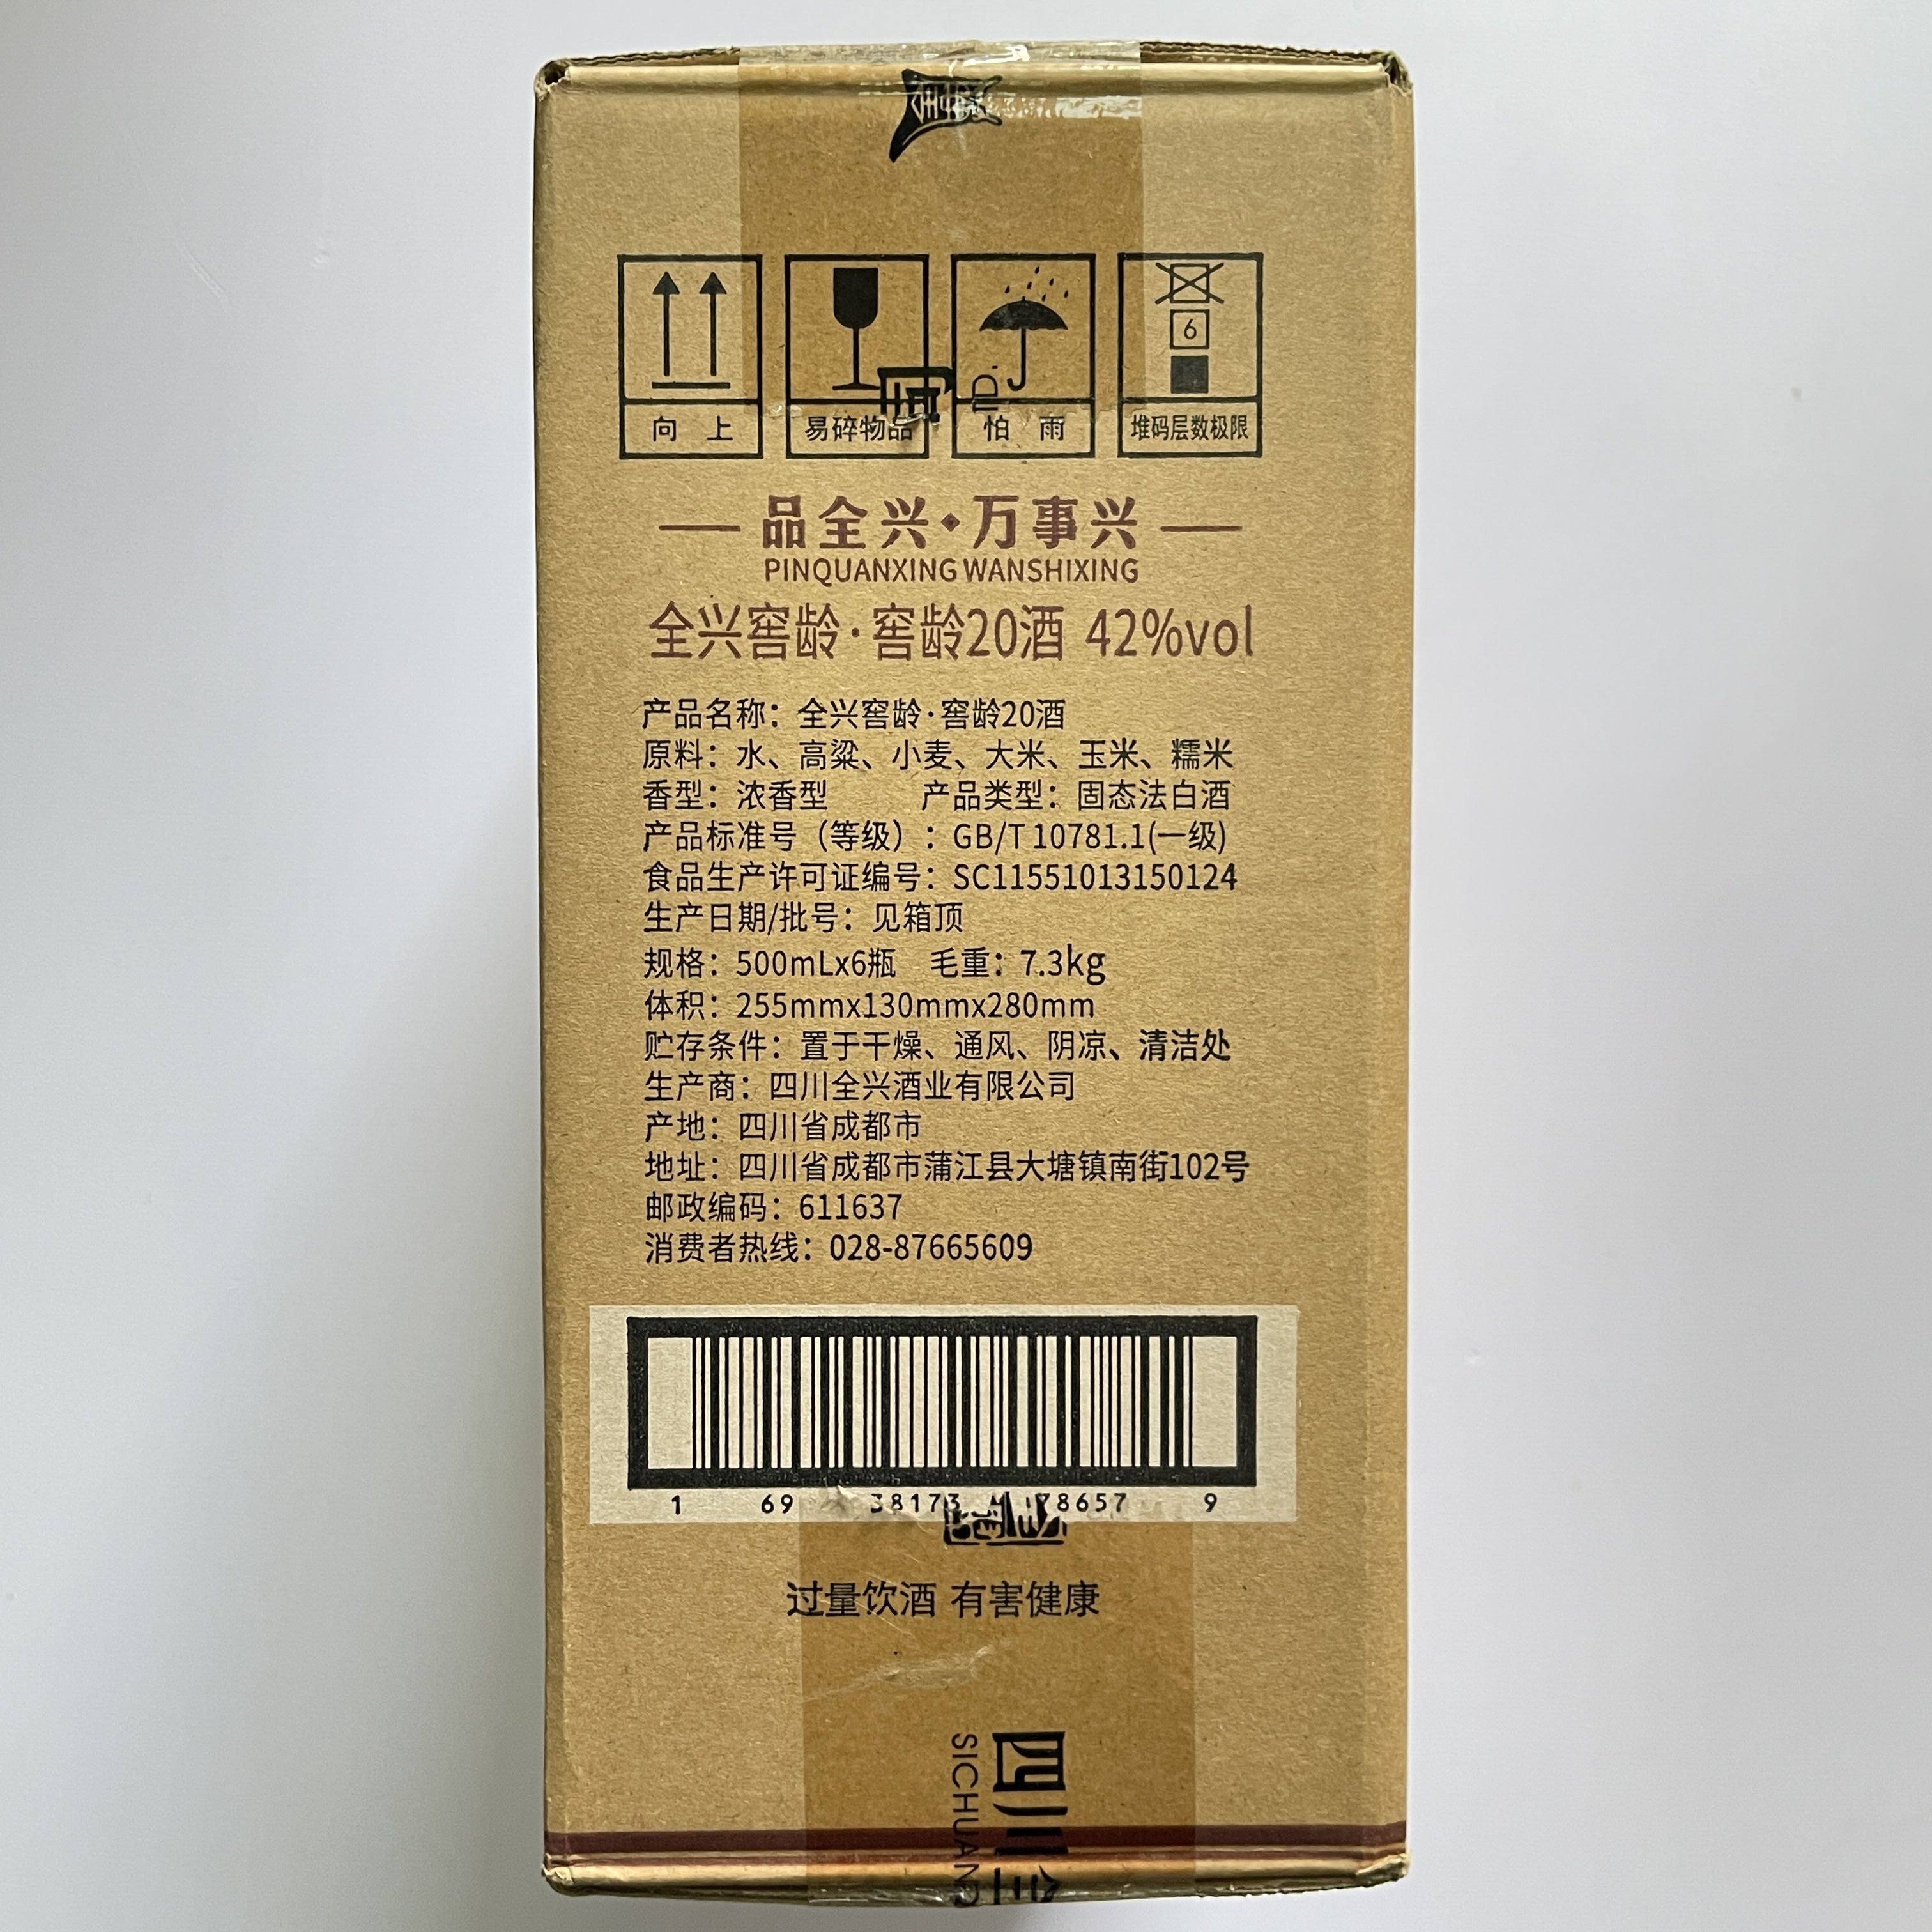 6
向 上
易碎物品
怕 雨
堆码层数极限
品全兴·万事兴
PINQUANXING WANSHIXING
全兴窖龄·窖龄20酒 42%vol
产品名称：全兴窖龄·窖龄20酒
原料：水、高粱、小麦、大米、玉米、糯米
香型：浓香型 产品类型：固态法白酒
产品标准号（等级）：GB/T 10781.1(一级)
食品生产许可证编号：SC11551013150124
生产日期/批号：见箱顶
规格：500mLx6瓶 毛重：7.3kg
体积：255mmx130mmx280mm
贮存条件：置于干燥、通风、阴凉、清洁处
生产商：四川全兴酒业有限公司
产地：四川省成都市
地址：四川省成都市蒲江县大塘镇南街102号
邮政编码：611637
消费者热线：028-87665609
1 69 38173 78657 9
过量饮酒 有害健康
四川全
SICHUAN